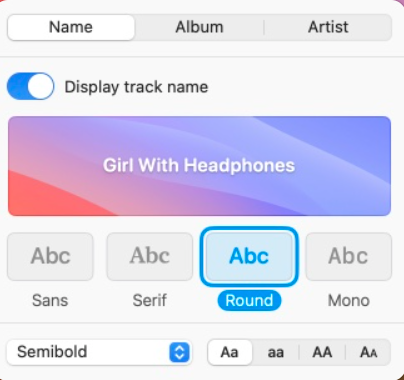 Name Album Artist
Display track name
Girl With Headphones
Abc Abc Abc Abc
Sans Serif Round Mono
Semibold Aa aa AA AA